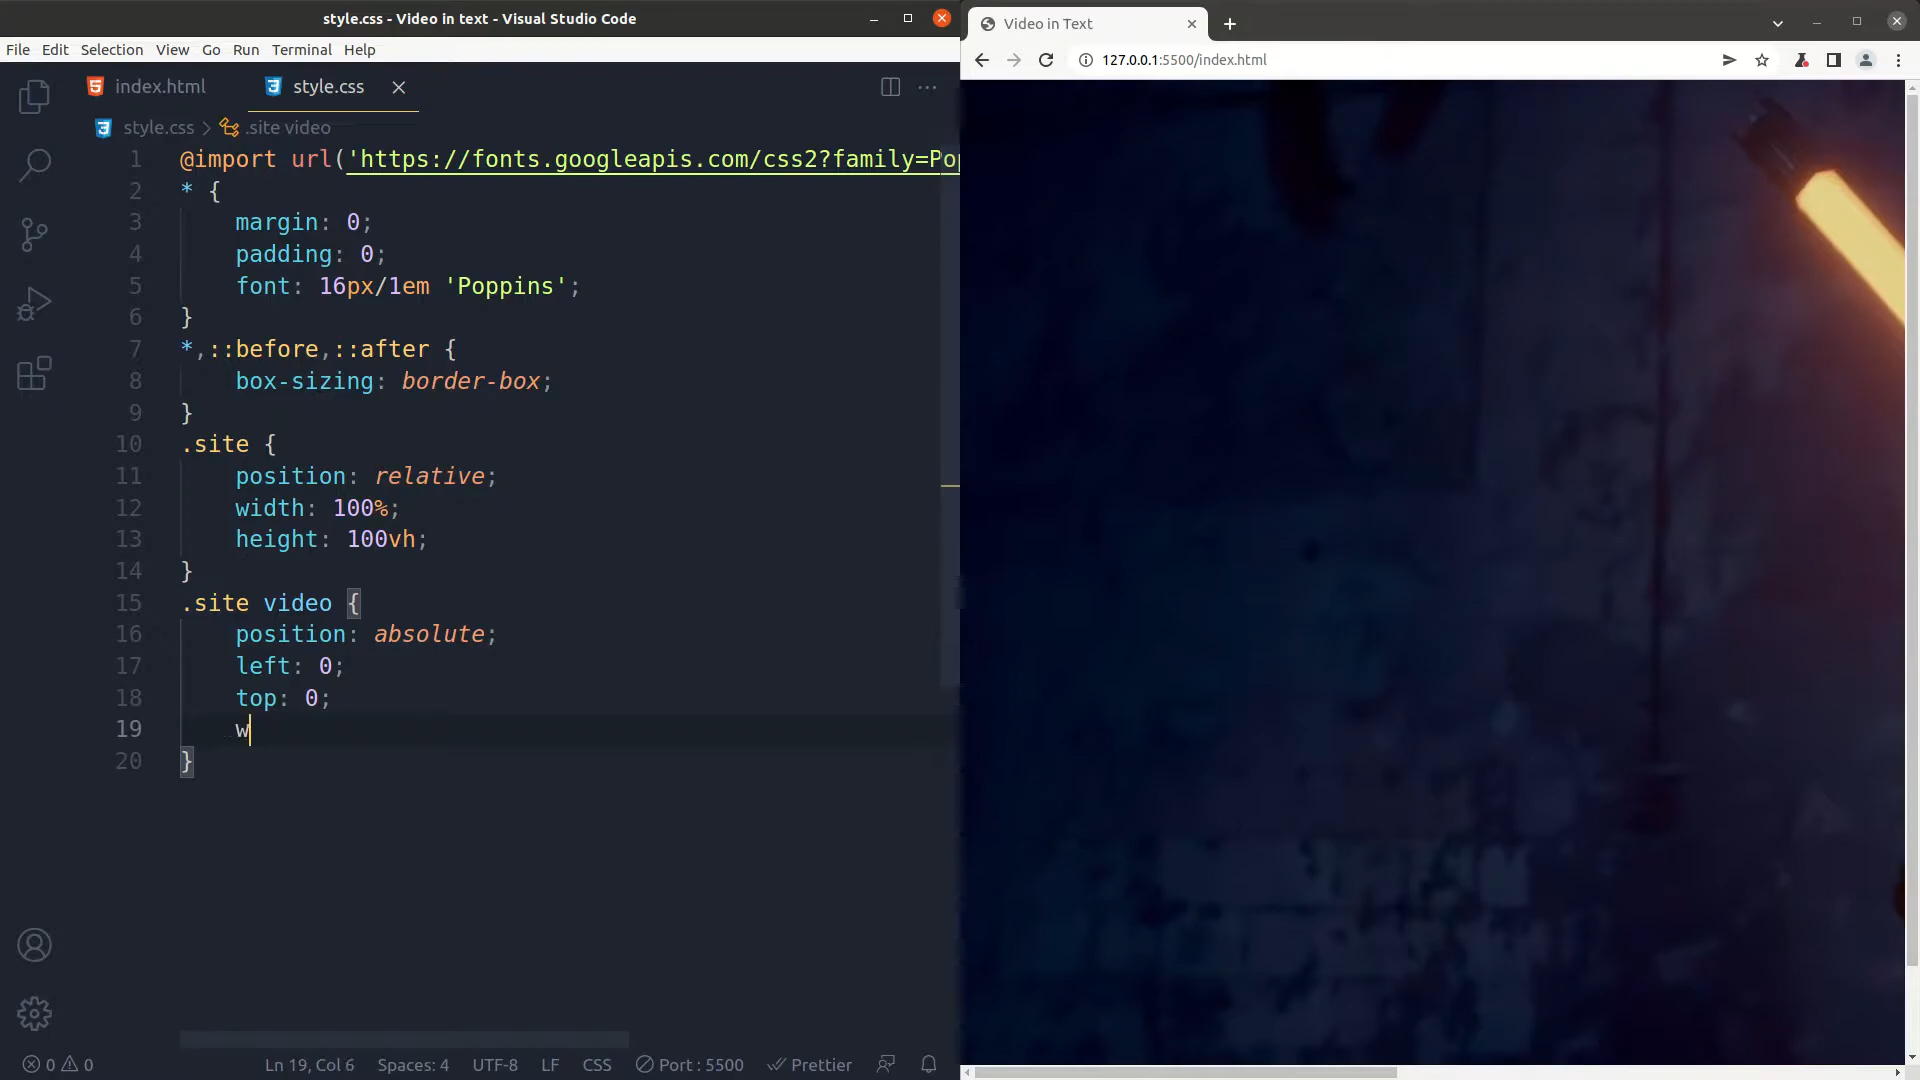 style.css - Video in text - Visual Studio Code
File Edit Selection View Go Run Terminal Help
index.html
style.css
style.css > .site video
1 @import url('https://fonts.googleapis.com/css2?family=Pop
2 * {
3 margin: 0;
4 padding: 0;
5 font: 16px/1em 'Poppins';
6 }
7 *,::before,::after {
8 box-sizing: border-box;
9 }
10 .site {
11 position: relative;
12 width: 100%;
13 height: 100vh;
14 }
15 .site video {
16 position: absolute;
17 left: 0;
18 top: 0;
19 w
20 }
0 0 Ln 19, Col 6 Spaces: 4 UTF-8 LF CSS Port : 5500 Prettier
Video in Text
127.0.0.1:5500/index.html